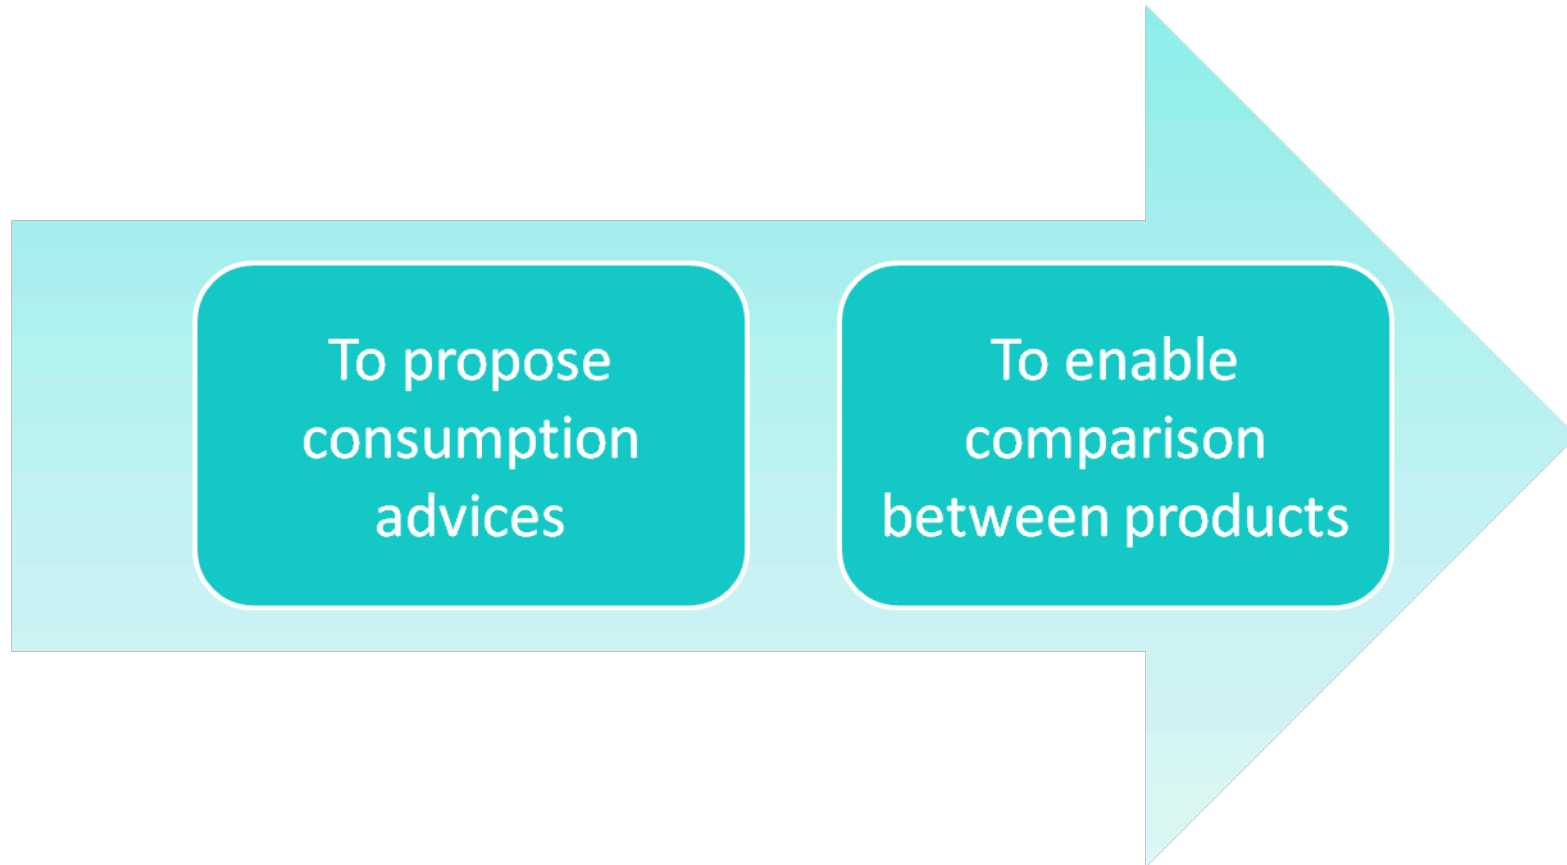 To propose
consumption
advices
To enable
comparison
between products